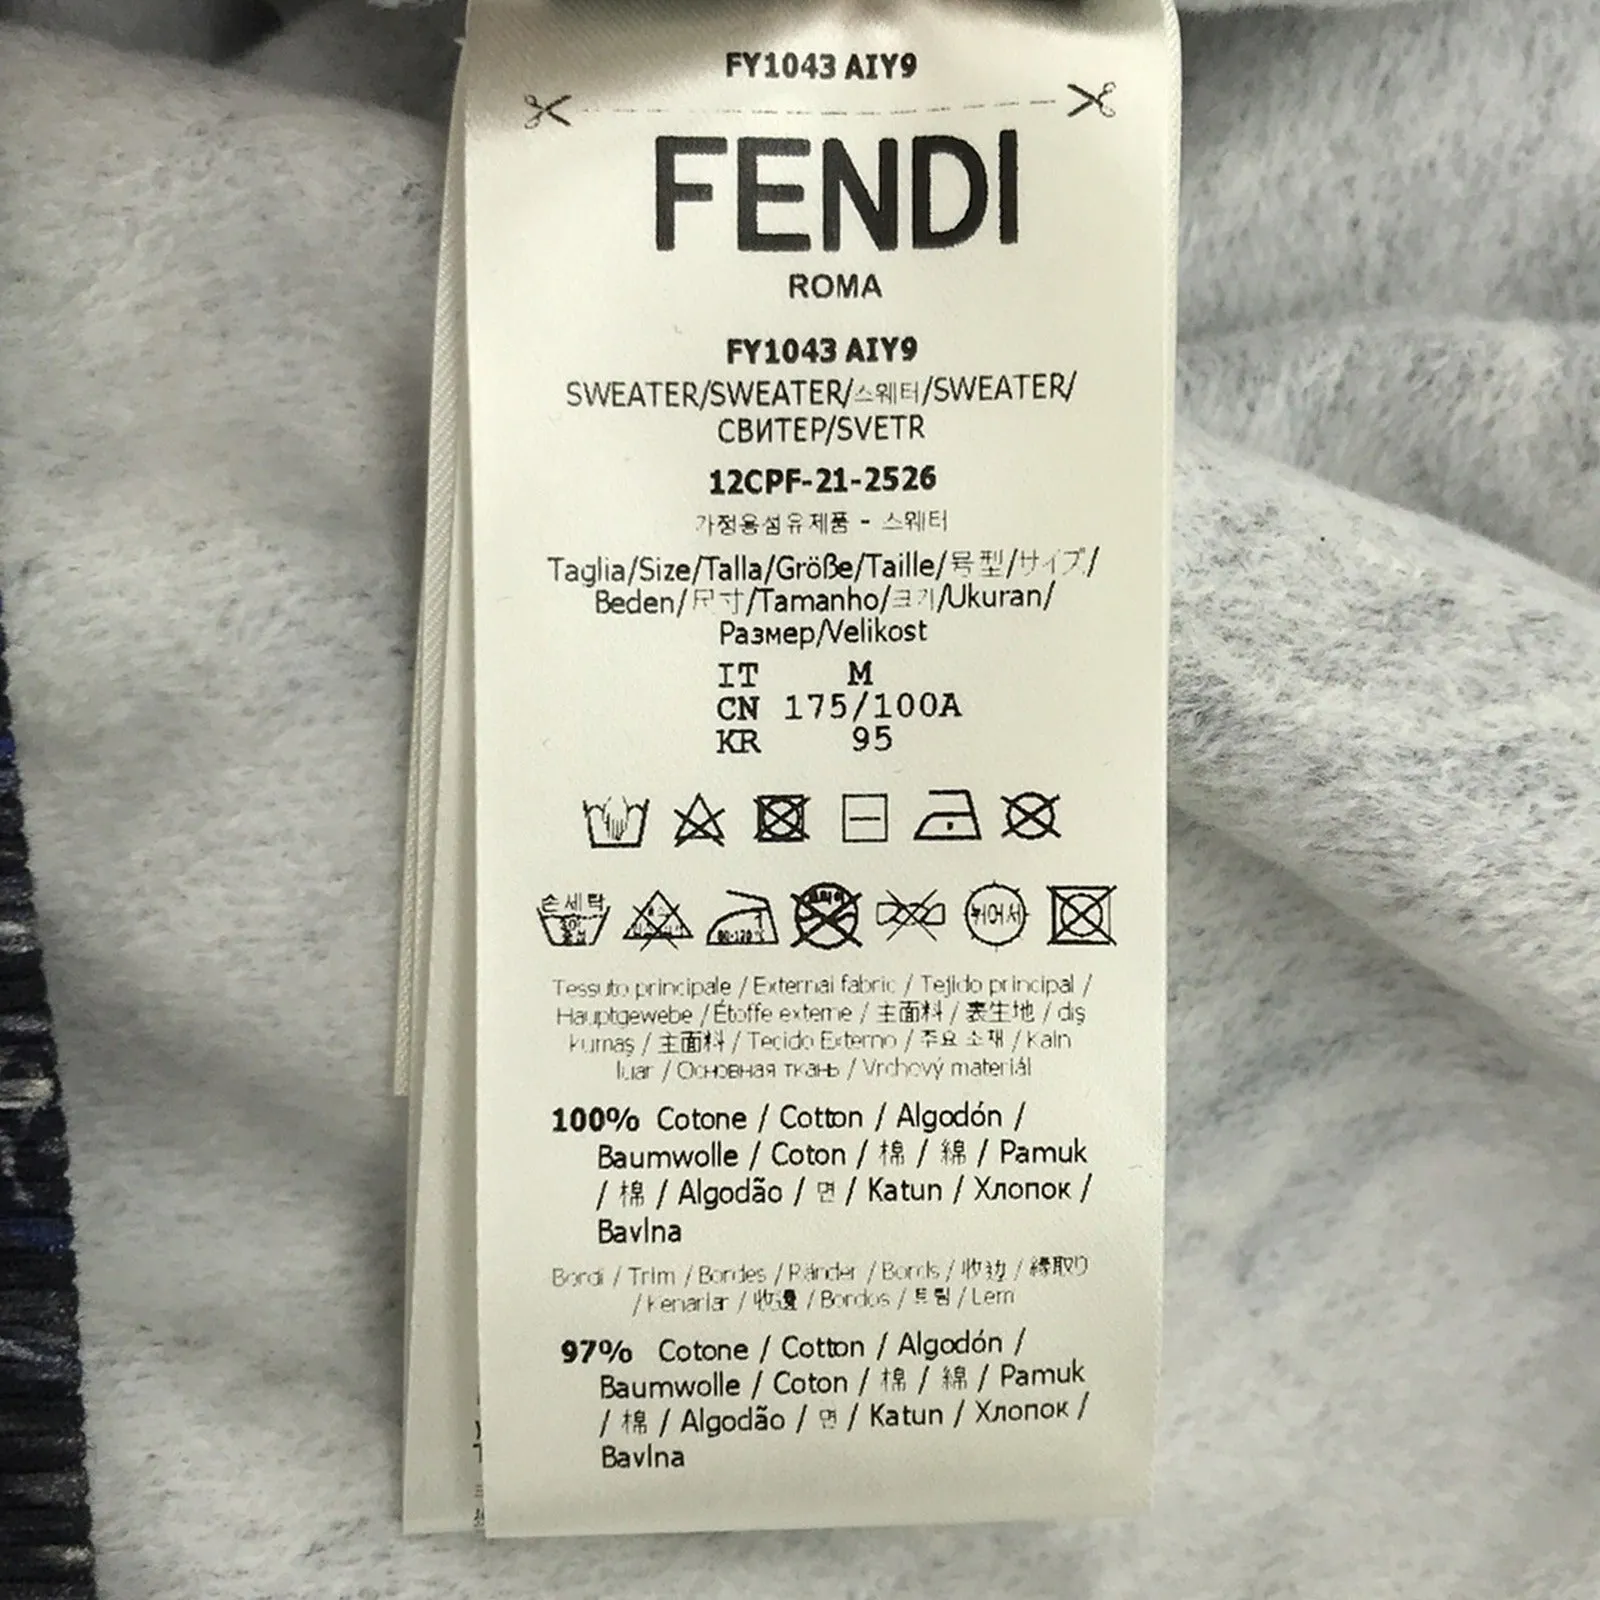 FY1043 AIY9
FENDI
ROMA
FY1043 AIY9
SWEATER/SWEATER/스웨터/SWEATER/
СВИТЕР/SVETR
12CPF-21-2526
가정용섬유제품 - 스웨터
Taglia/Size/Talla/Größe/Taille/号型/サイズ/
Beden/尺寸/Tamanho/크기/Ukuran/
Размер/Velikost
IT M
CN 175/100A
KR 95
손세탁
뉘어서
Tessuto principale / External fabric / Tejido principal /
Hauptgewebe / Étoffe externe / 主面料 / 表生地 / dış
kumaş / 主面料 / Tecido Externo / 주요 소재 / Kain
luar / Основная ткань / Vrchový materiál
100% Cotone / Cotton / Algodón /
Baumwolle / Coton / 棉 / 綿 / Pamuk
/ 棉 / Algodão / 면 / Katun / Хлопок /
Bavlna
Bordi / Trim / Bordes / Ränder / Bords / 收边 / 縁取り
/ Kenarlar / 收邊 / Bordos / 트림 / Lem
97% Cotone / Cotton / Algodón /
Baumwolle / Coton / 棉 / 綿 / Pamuk
/ 棉 / Algodão / 면 / Katun / Хлопок /
Bavlna